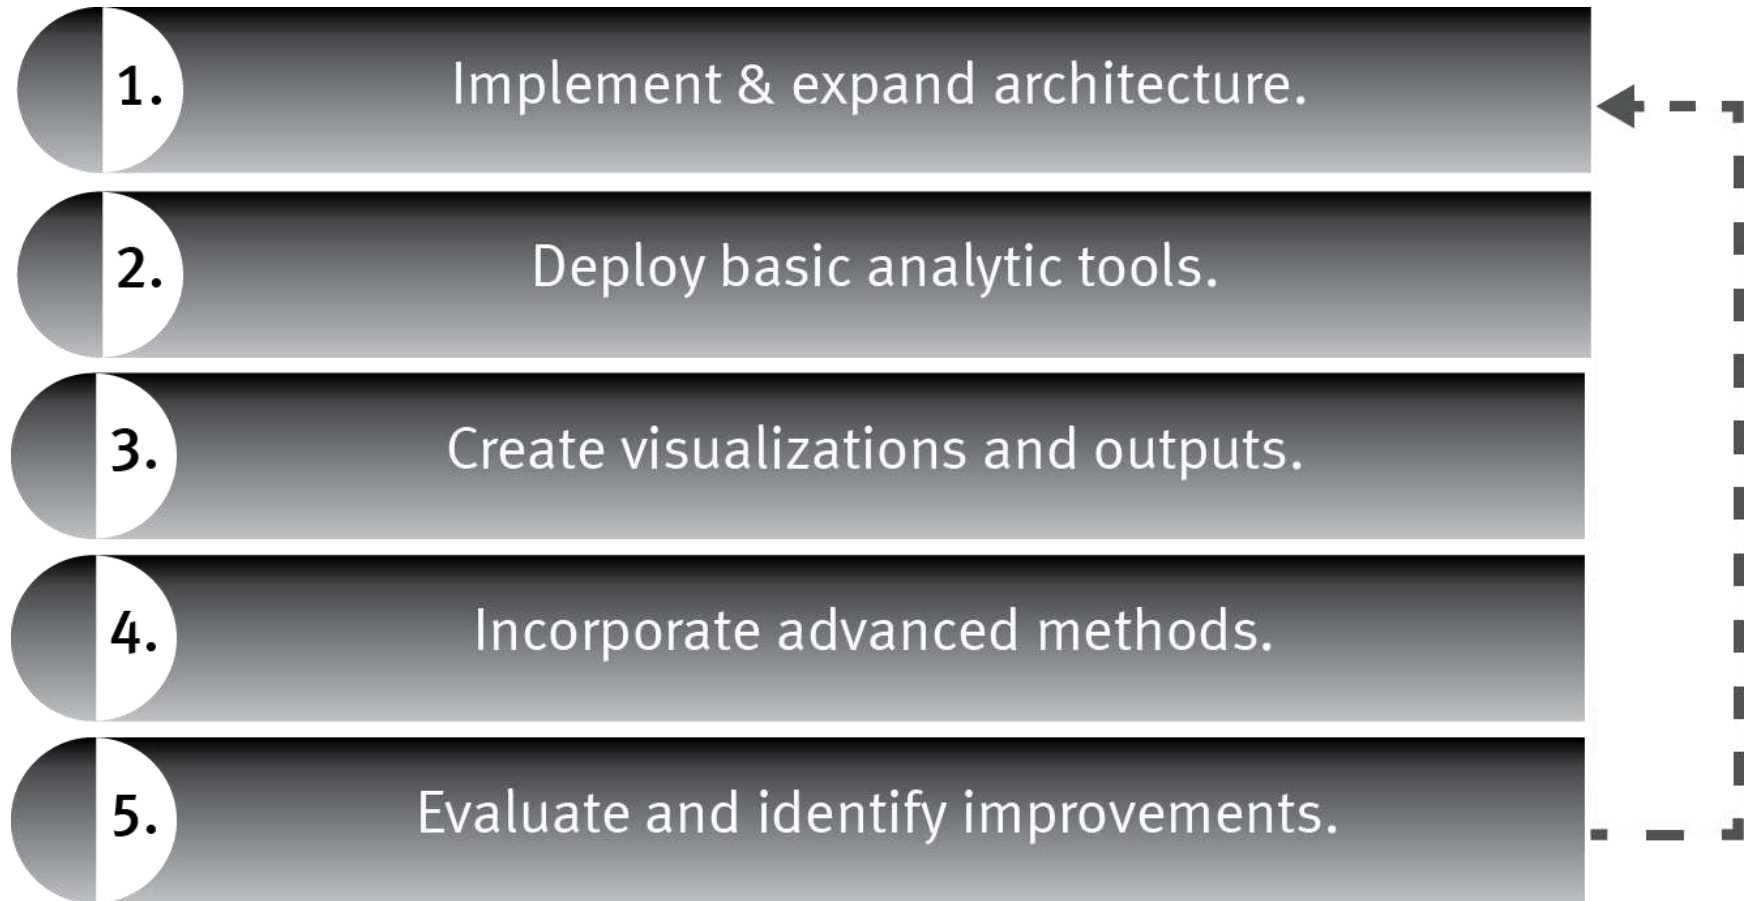 1. Implement & expand architecture.
2. Deploy basic analytic tools.
3. Create visualizations and outputs.
4. Incorporate advanced methods.
5. Evaluate and identify improvements.